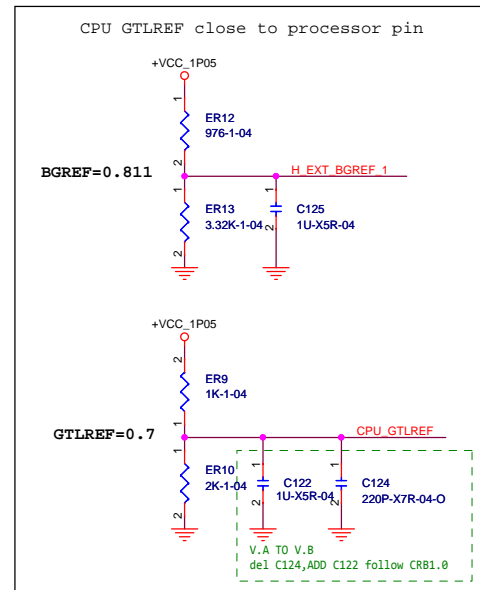 CPU GTLREF close to processor pin
+VCC_1P05
1
ER12
976-1-04
2
BGREF=0.811
H_EXT_BGREF_1
1
1
ER13
3.32K-1-04
C125
1U-X5R-04
2
2
+VCC_1P05
2
ER9
1K-1-04
1
GTLREF=0.7
CPU_GTLREF
1
1
1
ER10
2K-1-04
C122
1U-X5R-04
C124
220P-X7R-04-O
2
2
2
V.A TO V.B
del C124,ADD C122 follow CRB1.0